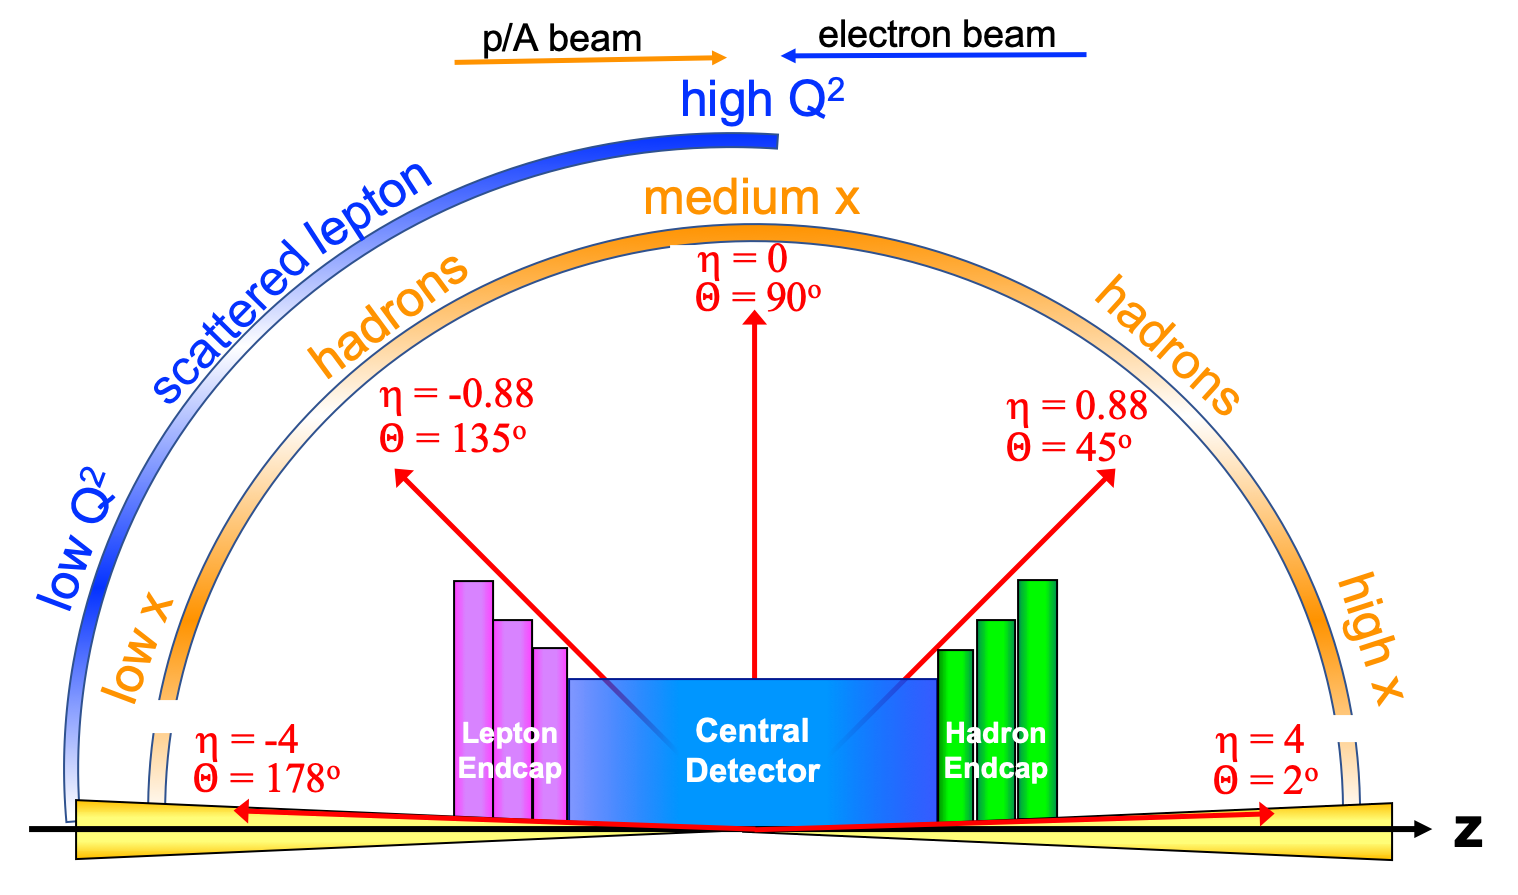 p/A beam
electron beam
high Q²
scattered lepton
medium x
hadrons
hadrons
η = 0
Θ = 90º
η = -0.88
Θ = 135º
η = 0.88
Θ = 45º
low Q²
low x
high x
Lepton
Endcap
Central
Detector
Hadron
Endcap
η = -4
Θ = 178º
η = 4
Θ = 2º
z